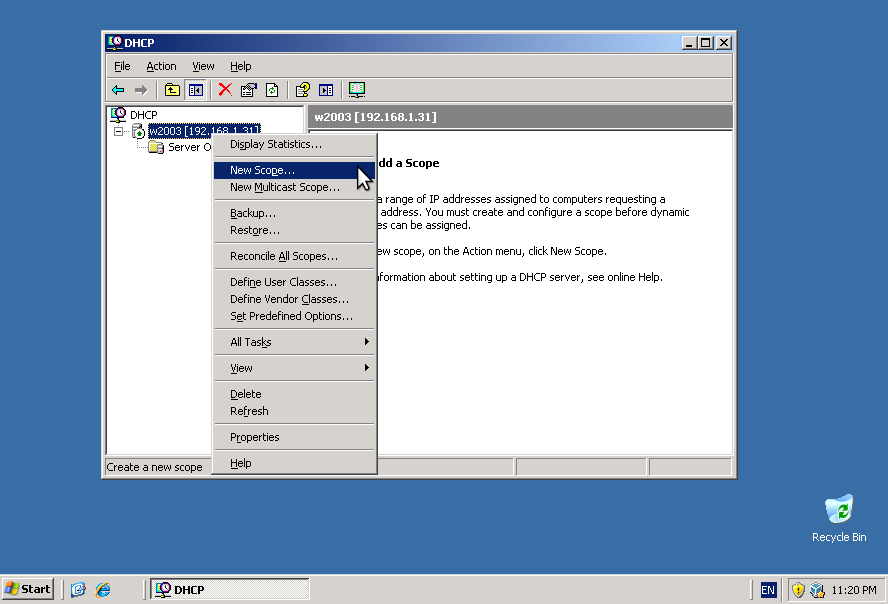 DHCP
File Action View Help
DHCP
w2003 [192.168.1.31]
w2003 [192.168.1.31]
Server O
Display Statistics...
New Scope...
New Multicast Scope...
Backup...
Restore...
Reconcile All Scopes...
Define User Classes...
Define Vendor Classes...
Set Predefined Options...
All Tasks
View
Delete
Refresh
Properties
Help
dd a Scope
a range of IP addresses assigned to computers requesting a
address. You must create and configure a scope before dynamic
es can be assigned.
ew scope, on the Action menu, click New Scope.
formation about setting up a DHCP server, see online Help.
Create a new scope
Recycle Bin
Start
DHCP
EN
11:20 PM